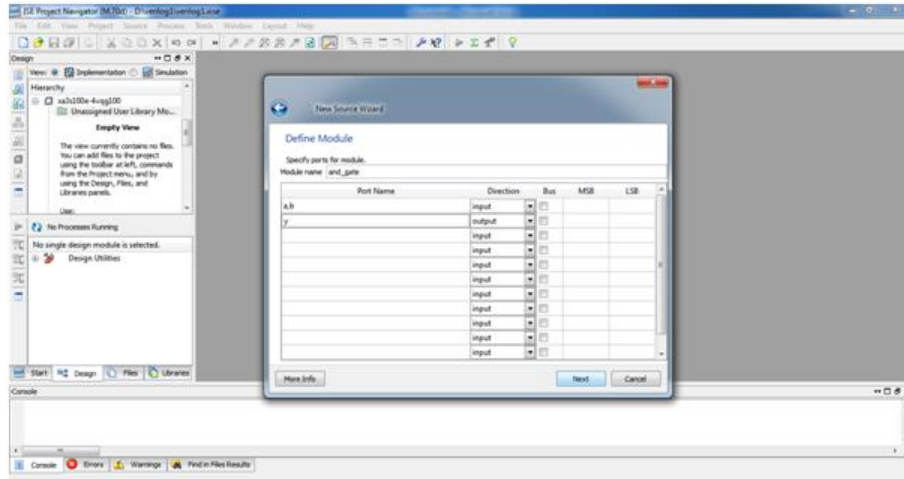 ISE Project Navigator (M.70d) - D:\verilog1\verilog1.xise
File Edit View Project Source Process Tools Window Layout Help
Design
View: Implementation Simulation
Hierarchy
xa3s100e-4vqg100
Unassigned User Library Mo...
Empty View
The view currently contains no files.
You can add files to the project
using the toolbar at left, commands
from the Project menu, and by
using the Design, Files, and
Libraries panels.
Use:
No Processes Running
No single design module is selected.
Design Utilities
Start Design Files Libraries
New Source Wizard
Define Module
Specify ports for module.
Module name and_gate
Port Name Direction Bus MSB LSB
a,b input
y output
input
input
input
input
input
input
input
input
input
More Info Next Cancel
Console
Console Errors Warnings Find in Files Results